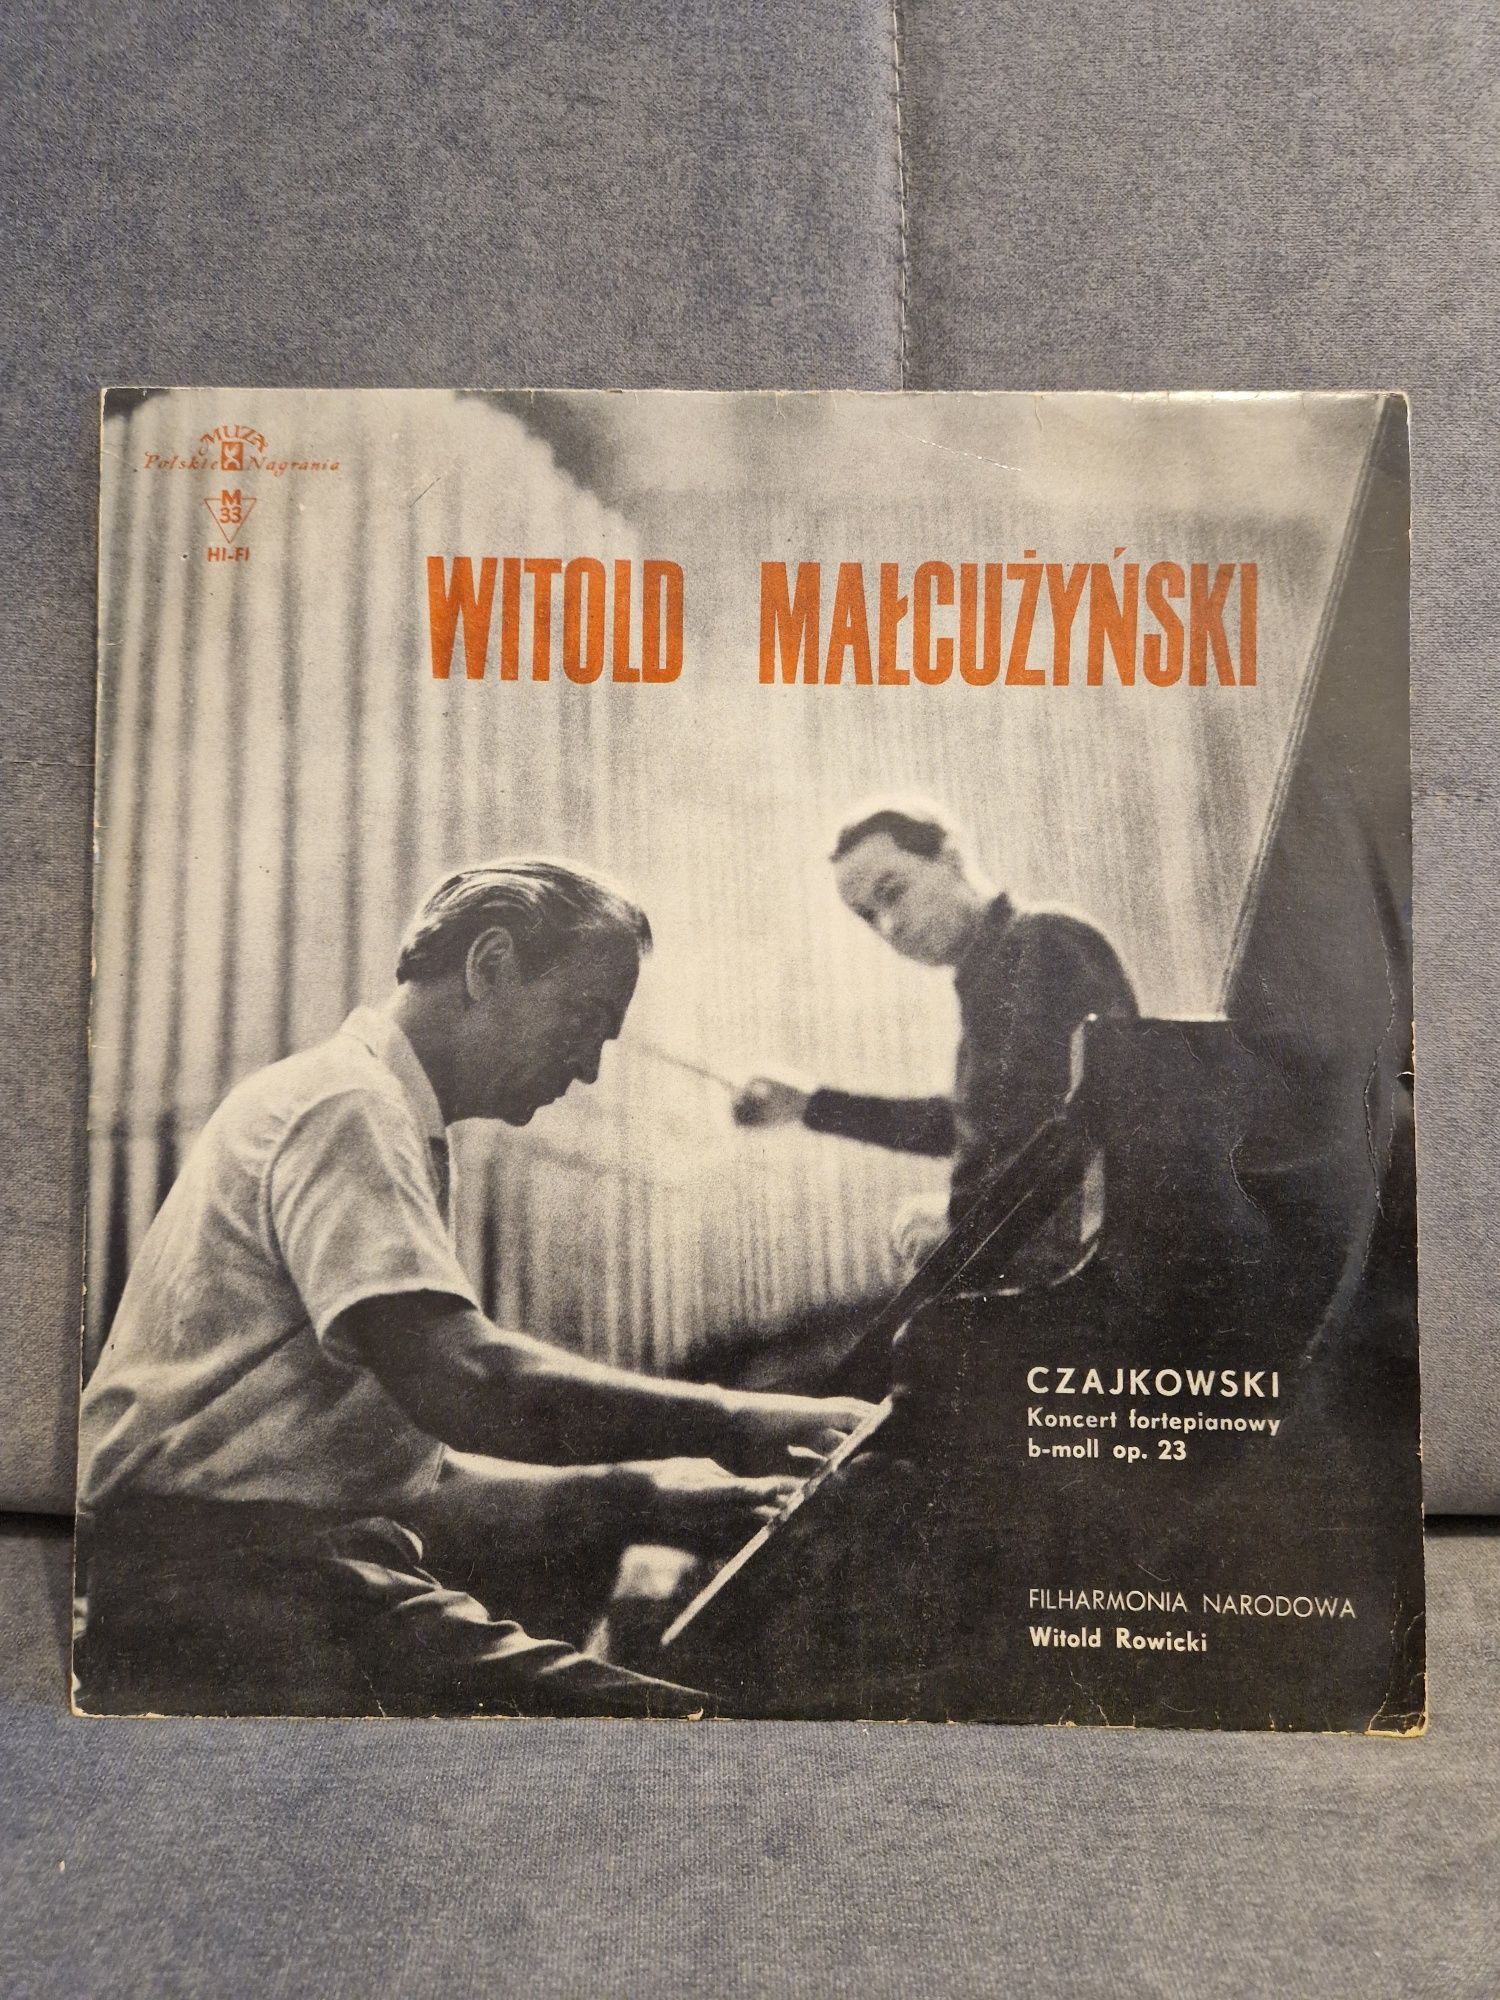 MUZA
Polskie Nagrania
M
33
HI-FI
WITOLD MAŁCUŻYŃSKI
CZAJKOWSKI
Koncert fortepianowy
b-moll op. 23
FILHARMONIA NARODOWA
Witold Rowicki